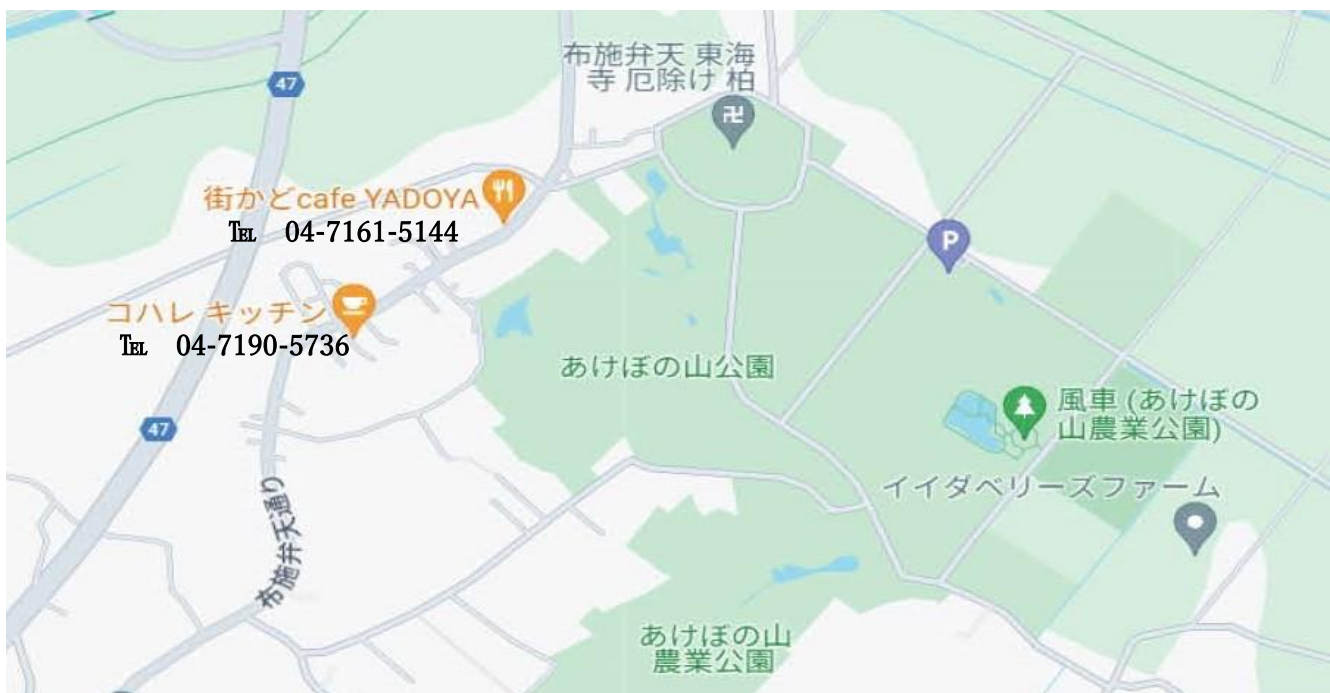 布施弁天 東海
寺 厄除け 柏
47
卍
街かどcafe YADOYA
℡ 04-7161-5144
P
コハレ キッチン
℡ 04-7190-5736
あけぼの山公園
風車 (あけぼの
山農業公園)
47
イイダベリーズファーム
布施弁天通り
あけぼの山
農業公園